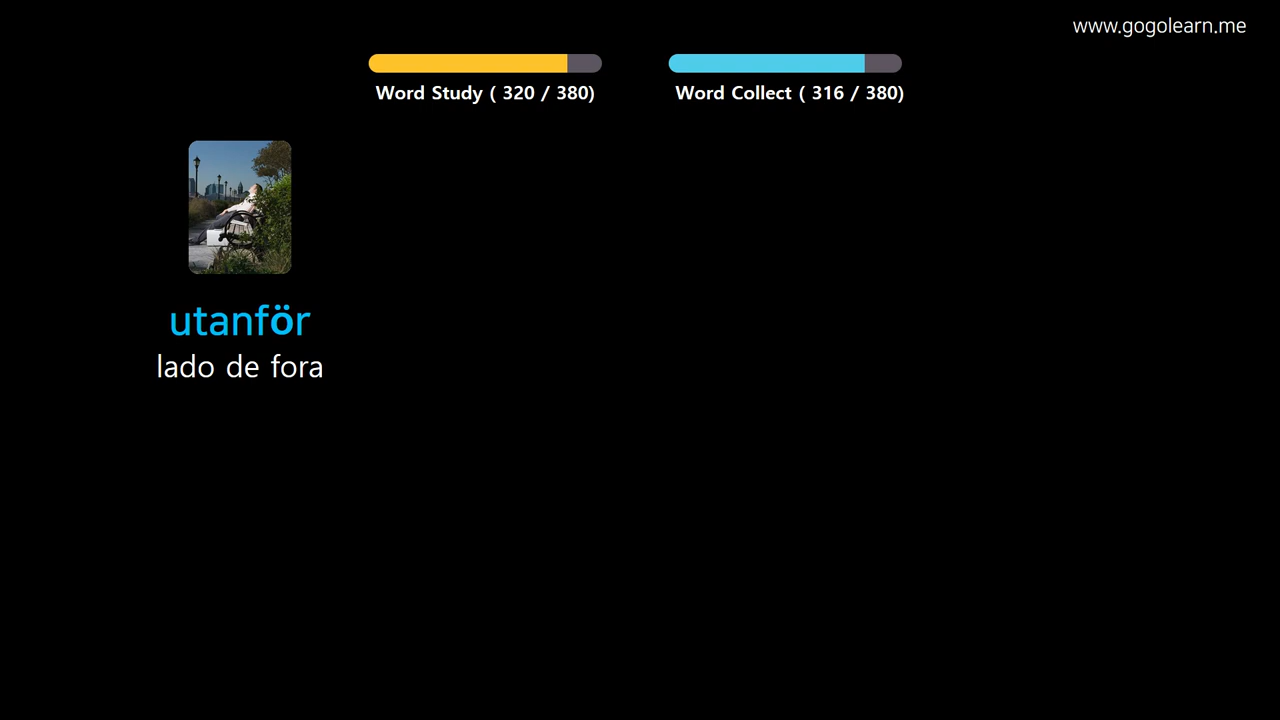 www.gogolearn.me
Word Study ( 320 / 380)
Word Collect ( 316 / 380)
utanför
lado de fora